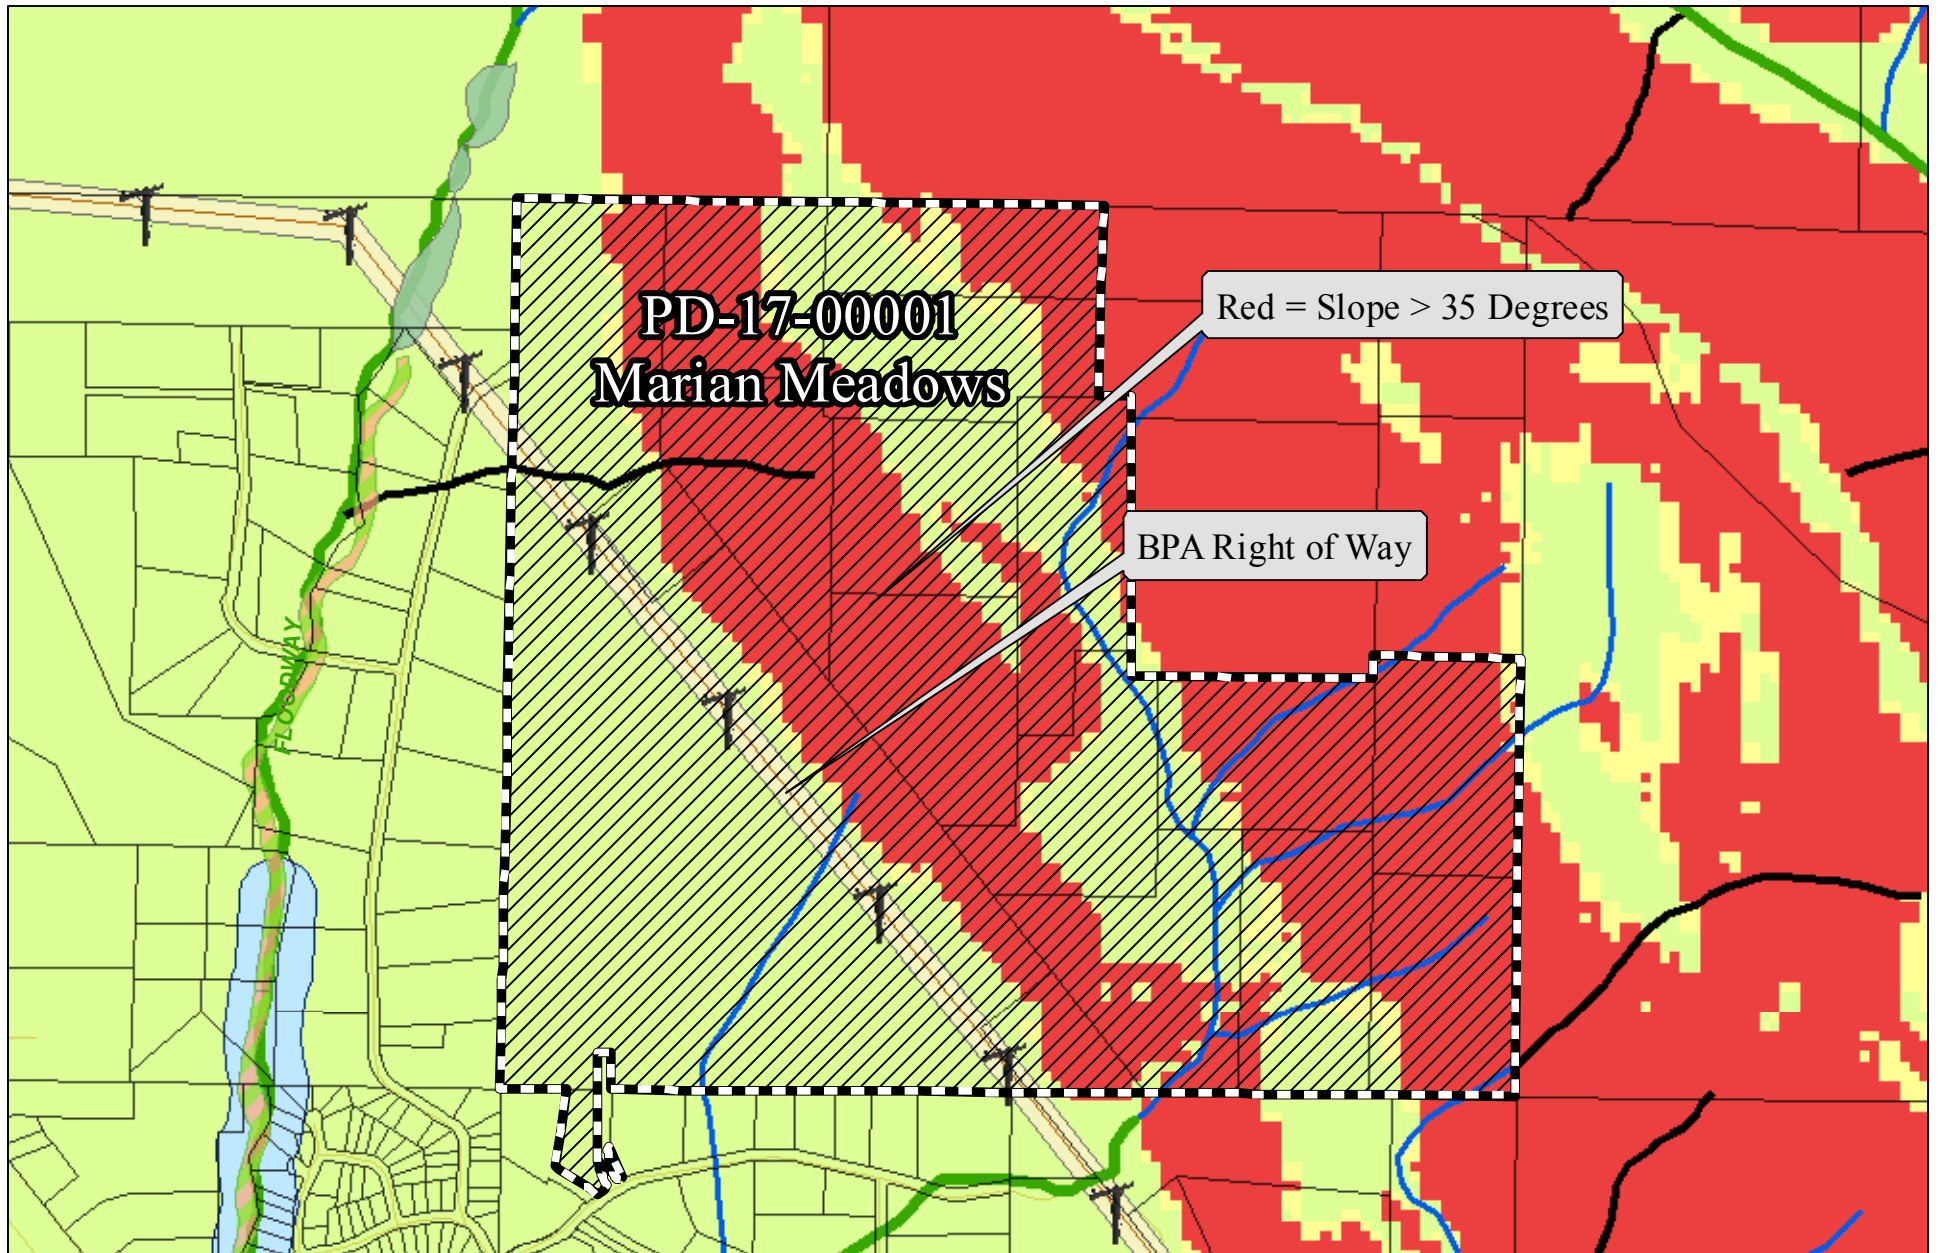 PD-17-00001
Marian Meadows
Red = Slope > 35 Degrees
BPA Right of Way
FLOODWAY